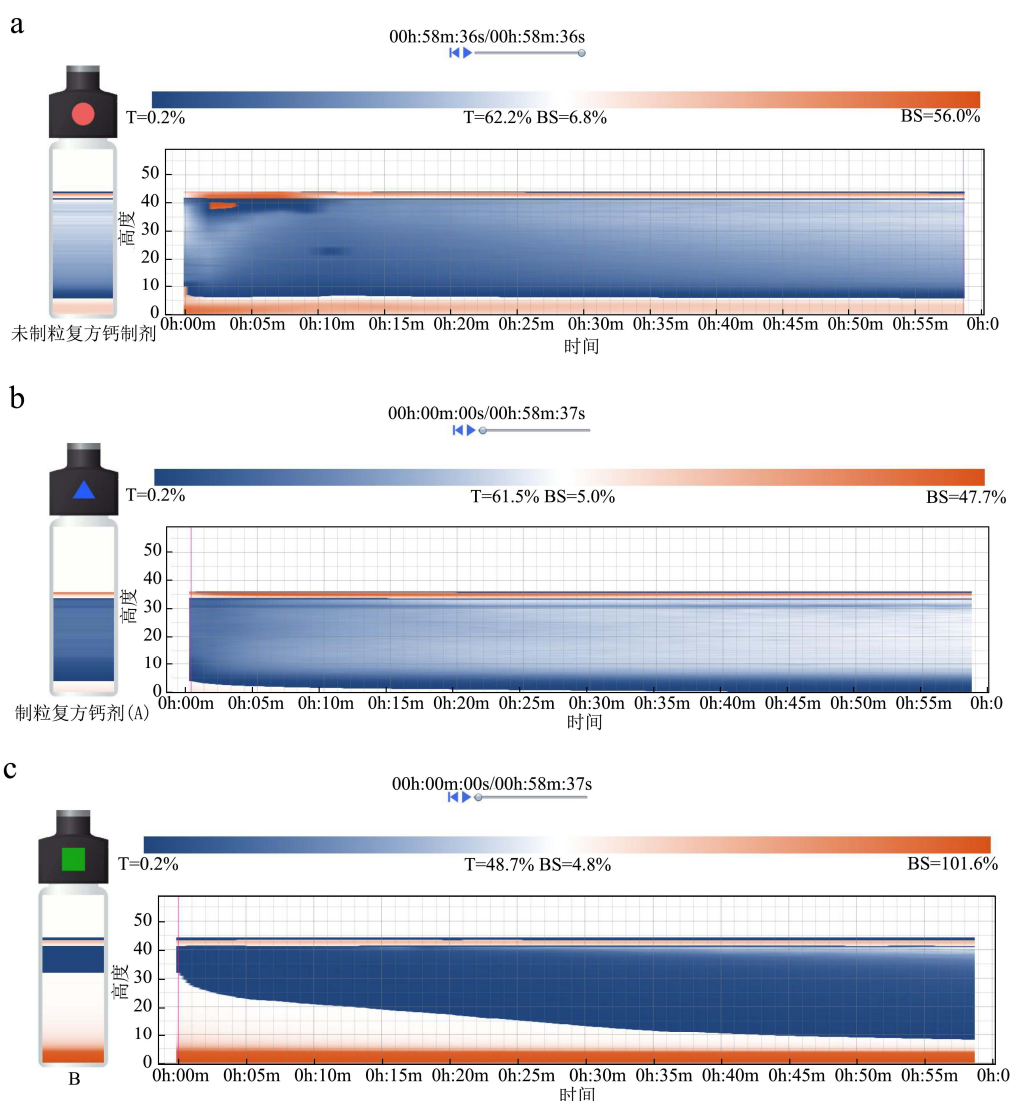 a
00h:58m:36s/00h:58m:36s
T=0.2%
T=62.2% BS=6.8%
BS=56.0%
高度
50
40
30
20
10
0
0h:00m 0h:05m 0h:10m 0h:15m 0h:20m 0h:25m 0h:30m 0h:35m 0h:40m 0h:45m 0h:50m 0h:55m 0h:0
时间
未制粒复方钙制剂
b
00h:00m:00s/00h:58m:37s
T=0.2%
T=61.5% BS=5.0%
BS=47.7%
高度
50
40
30
20
10
0
0h:00m 0h:05m 0h:10m 0h:15m 0h:20m 0h:25m 0h:30m 0h:35m 0h:40m 0h:45m 0h:50m 0h:55m 0h:0
时间
制粒复方钙剂(A)
c
00h:00m:00s/00h:58m:37s
T=0.2%
T=48.7% BS=4.8%
BS=101.6%
高度
50
40
30
20
10
0
0h:00m 0h:05m 0h:10m 0h:15m 0h:20m 0h:25m 0h:30m 0h:35m 0h:40m 0h:45m 0h:50m 0h:55m 0h:0
时间
B